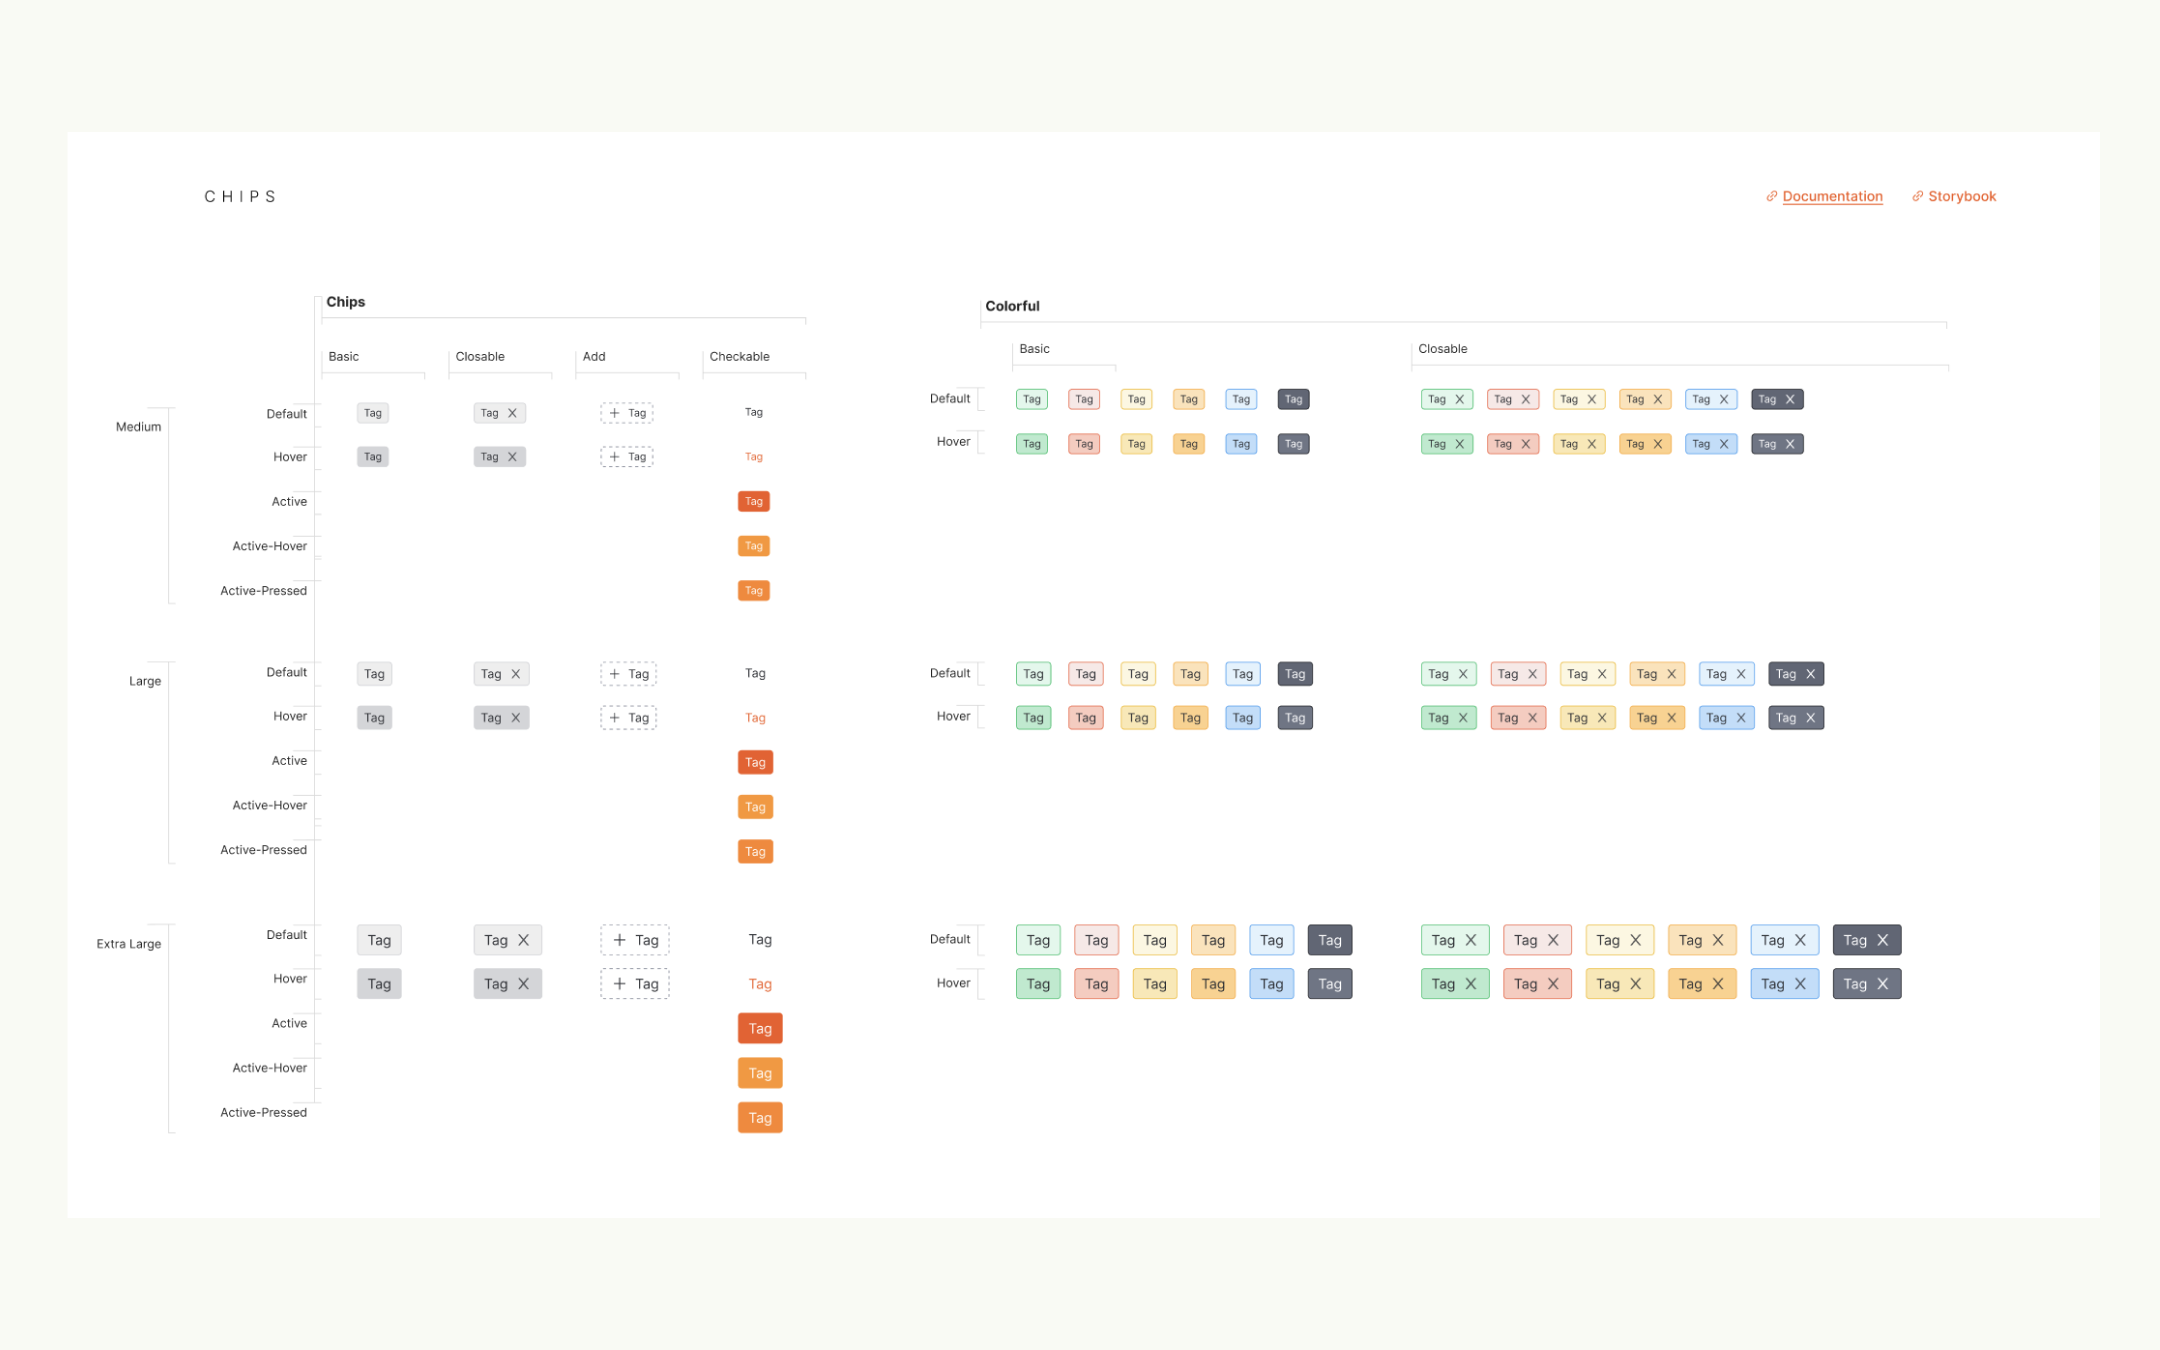 CHIPS
Documentation Storybook
Chips
Colorful
Basic Closable Add Checkable
Basic Closable
Medium
Default Tag Tag X + Tag Tag
Default Tag Tag Tag Tag Tag Tag Tag X Tag X Tag X Tag X Tag X Tag X
Hover Tag Tag X + Tag Tag
Hover Tag Tag Tag Tag Tag Tag Tag X Tag X Tag X Tag X Tag X Tag X
Active Tag
Active-Hover Tag
Active-Pressed Tag
Large
Default Tag Tag X + Tag Tag
Default Tag Tag Tag Tag Tag Tag Tag X Tag X Tag X Tag X Tag X Tag X
Hover Tag Tag X + Tag Tag
Hover Tag Tag Tag Tag Tag Tag Tag X Tag X Tag X Tag X Tag X Tag X
Active Tag
Active-Hover Tag
Active-Pressed Tag
Extra Large
Default Tag Tag X + Tag Tag
Default Tag Tag Tag Tag Tag Tag Tag X Tag X Tag X Tag X Tag X Tag X
Hover Tag Tag X + Tag Tag
Hover Tag Tag Tag Tag Tag Tag Tag X Tag X Tag X Tag X Tag X Tag X
Active Tag
Active-Hover Tag
Active-Pressed Tag